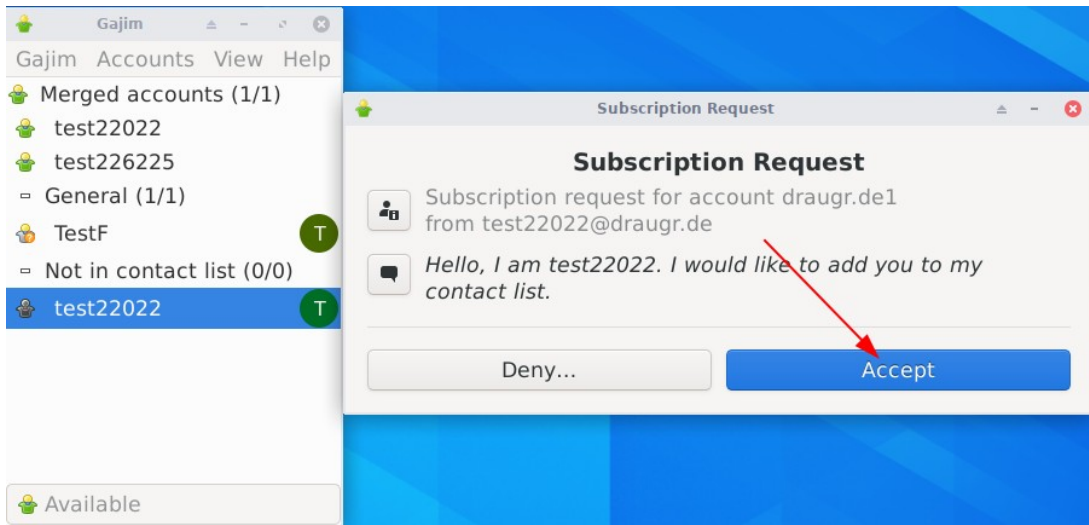 Gajim
Gajim Accounts View Help
Merged accounts (1/1)
test22022
test226225
General (1/1)
TestF
T
Not in contact list (0/0)
test22022
T
Available
Subscription Request
Subscription Request
Subscription request for account draugr.de1
from test22022@draugr.de
Hello, I am test22022. I would like to add you to my
contact list.
Deny...
Accept